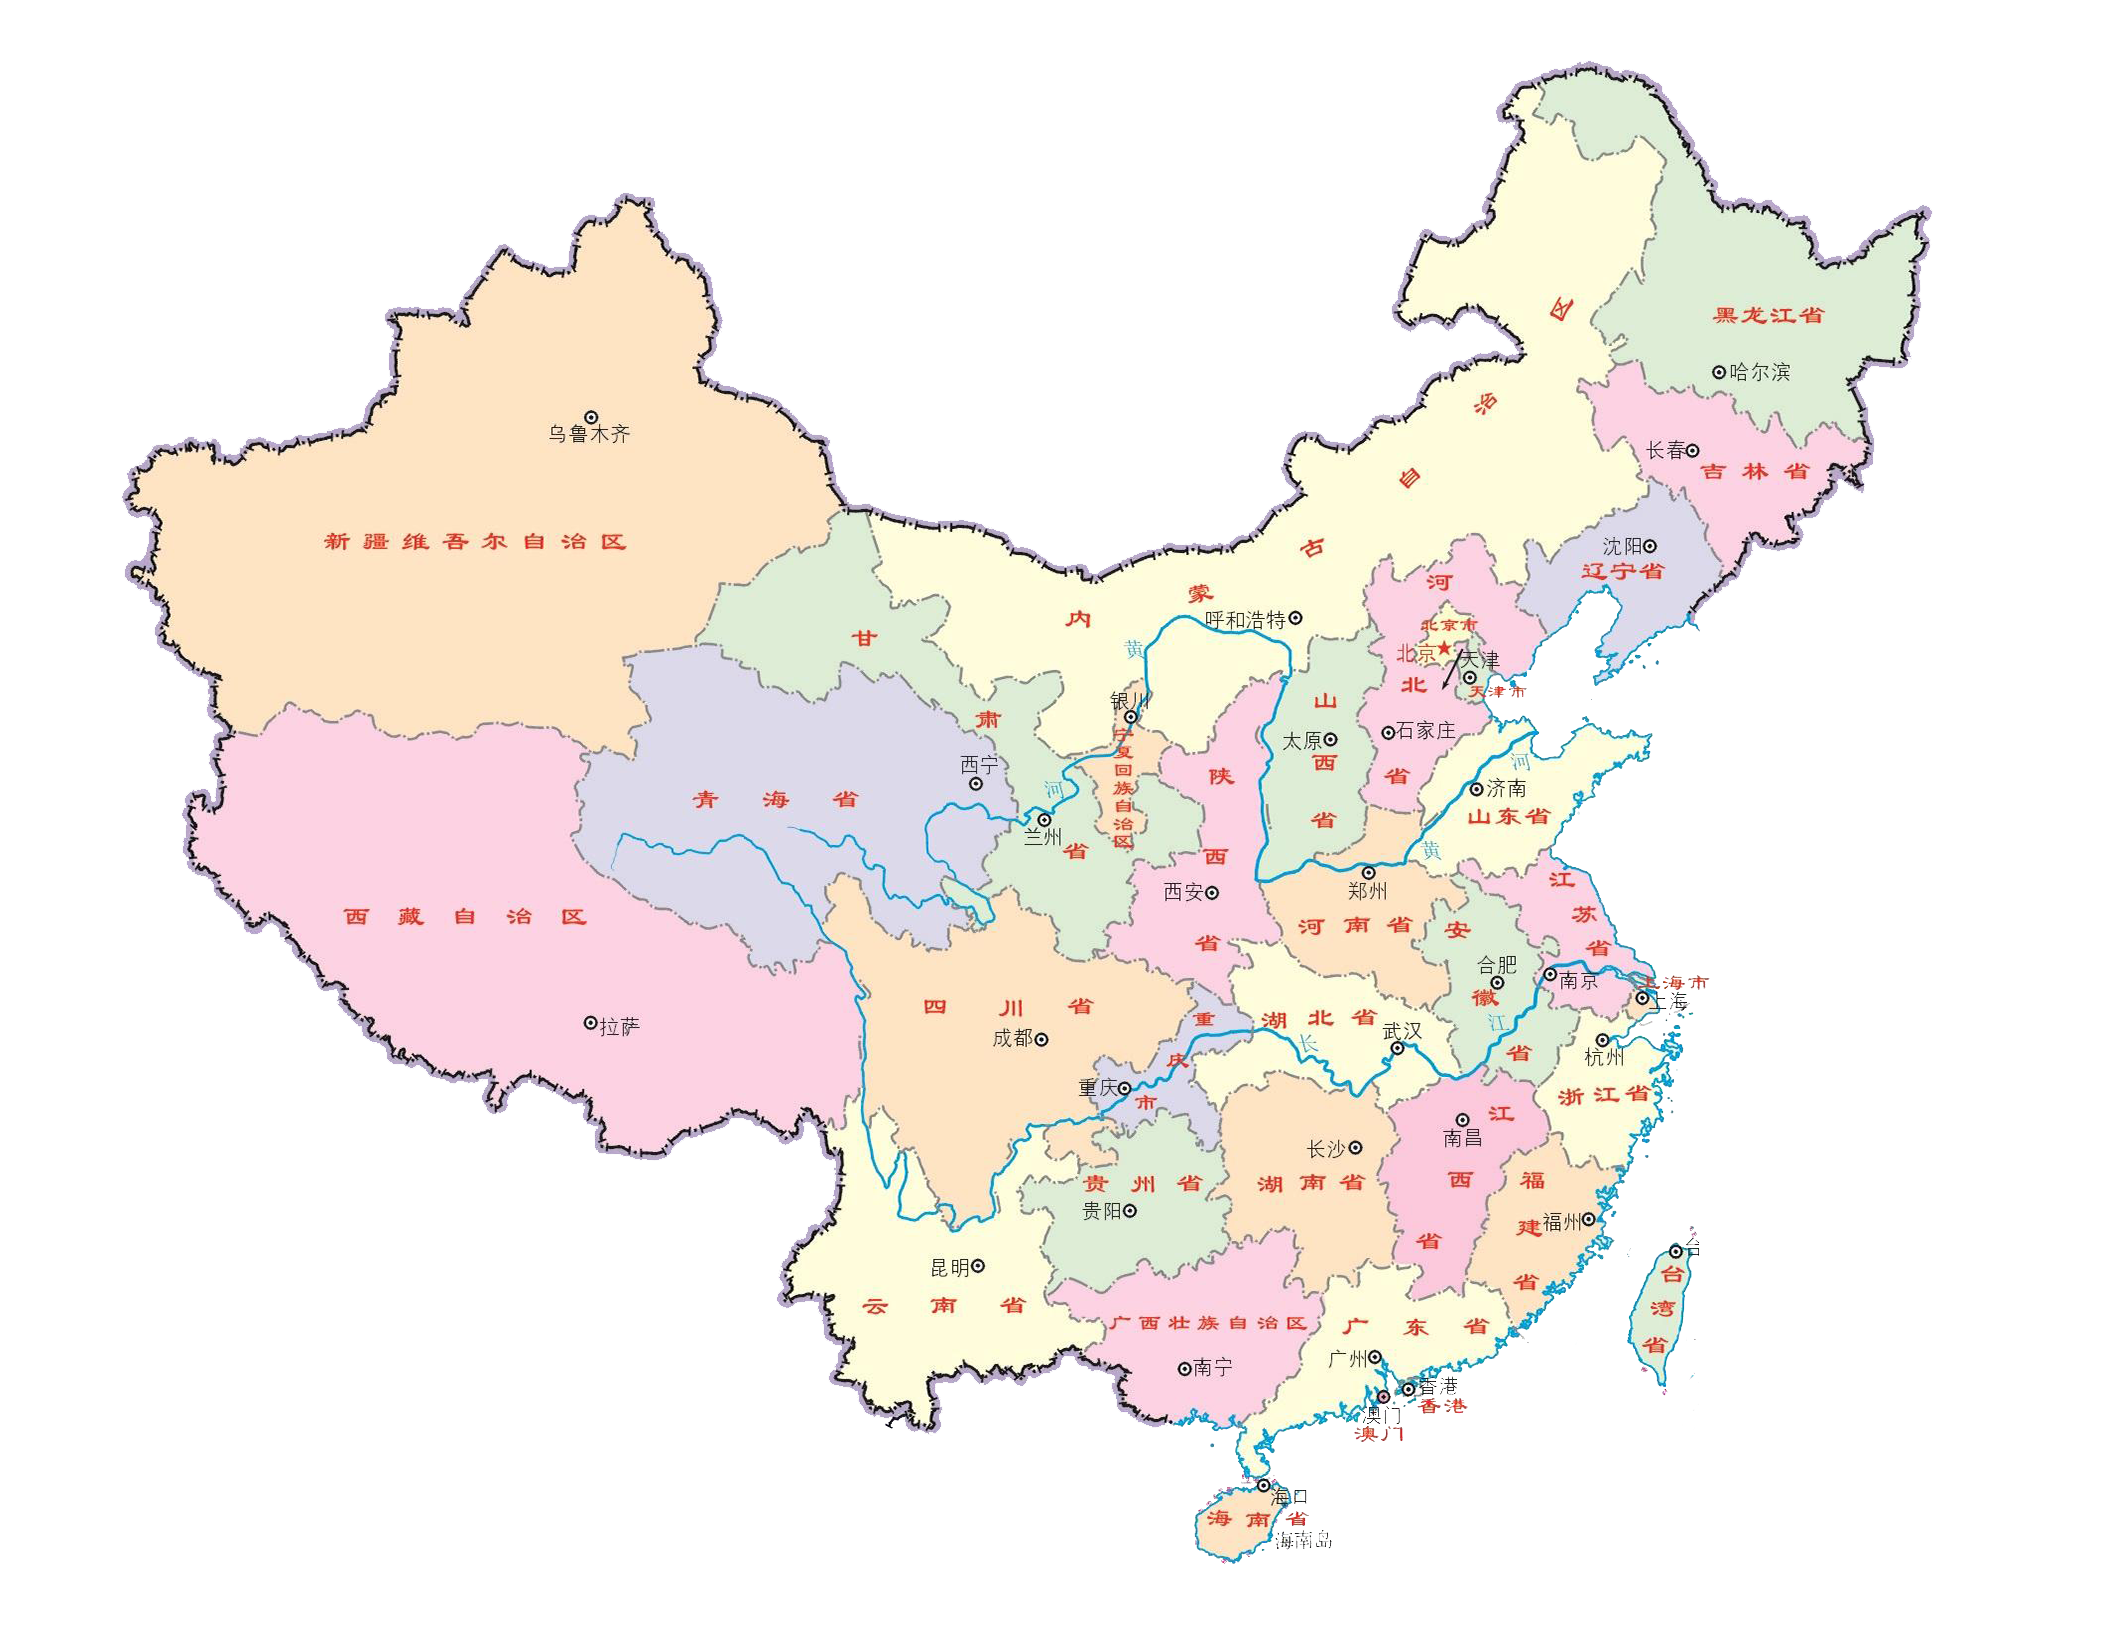 黑龙江省
哈尔滨
长春
吉林省
沈阳
辽宁省
内蒙古自治区
呼和浩特
乌鲁木齐
新疆维吾尔自治区
甘肃省
兰州
青海省
西宁
银川
宁夏回族自治区
黄
河
河北省
北京市
北京
天津
天津市
石家庄
山西省
太原
陕西省
西安
济南
山东省
河
黄
郑州
河南省
江苏省
南京
安徽省
合肥
上海市
上海
西藏自治区
拉萨
四川省
成都
重庆市
重庆
湖北省
武汉
长
江
杭州
浙江省
江西省
南昌
湖南省
长沙
贵州省
贵阳
福建省
福州
昆明
云南省
广西壮族自治区
南宁
广东省
广州
香港
香港
澳门
澳门
台
台湾省
海口
海南省
海南岛